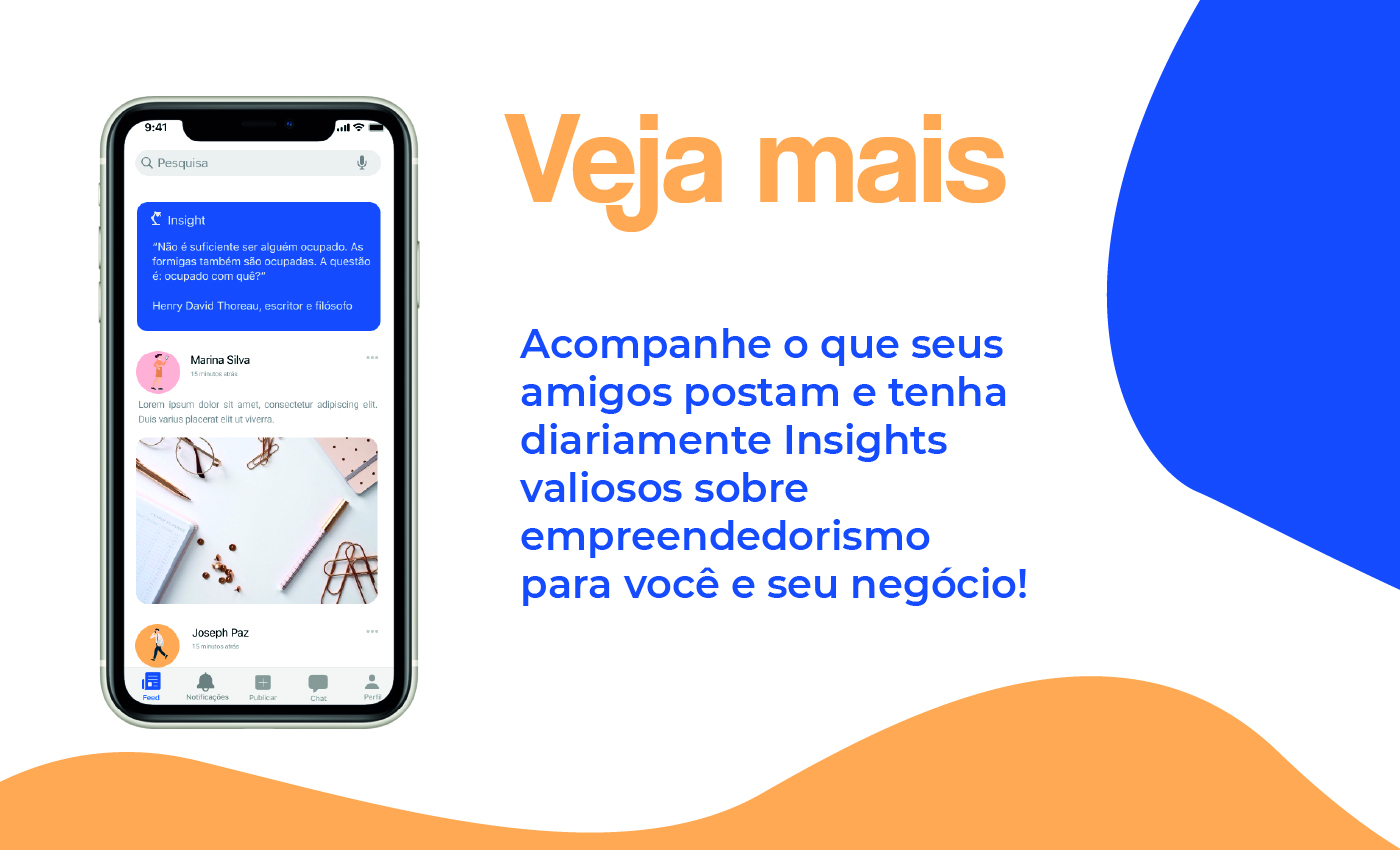 Veja mais
Acompanhe o que seus
amigos postam e tenha
diariamente Insights
valiosos sobre
empreendedorismo
para você e seu negócio!
9:41
Pesquisa
Insight
“Não é suficiente ser alguém ocupado. As
formigas também são ocupadas. A questão
é: ocupado com quê?”
Henry David Thoreau, escritor e filósofo
Marina Silva
15 minutos atrás
Lorem ipsum dolor sit amet, consectetur adipiscing elit.
Duis varius placerat elit ut viverra.
Joseph Paz
15 minutos atrás
Feed
Notificações
Publicar
Chat
Perfil